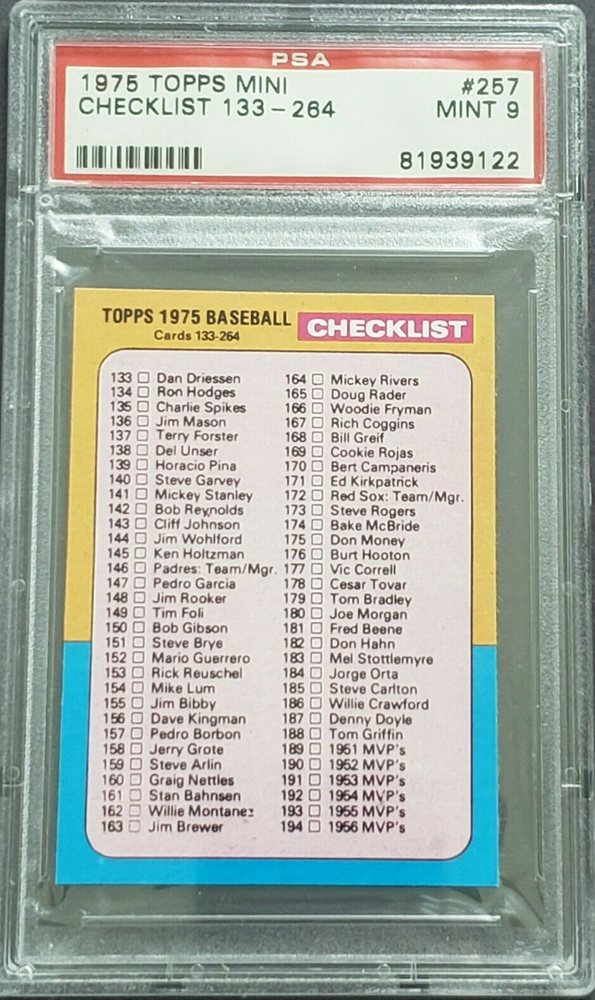 PSA
1975 TOPPS MINI #257
CHECKLIST 133-264 MINT 9
81939122
TOPPS 1975 BASEBALL CHECKLIST
Cards 133-264
133 Dan Driessen
134 Ron Hodges
135 Charlie Spikes
136 Jim Mason
137 Terry Forster
138 Del Unser
139 Horacio Pina
140 Steve Garvey
141 Mickey Stanley
142 Bob Reynolds
143 Cliff Johnson
144 Jim Wohlford
145 Ken Holtzman
146 Padres: Team/Mgr.
147 Pedro Garcia
148 Jim Rooker
149 Tim Foli
150 Bob Gibson
151 Steve Brye
152 Mario Guerrero
153 Rick Reuschel
154 Mike Lum
155 Jim Bibby
156 Dave Kingman
157 Pedro Borbon
158 Jerry Grote
159 Steve Arlin
160 Graig Nettles
161 Stan Bahnsen
162 Willie Montanez
163 Jim Brewer
164 Mickey Rivers
165 Doug Rader
166 Woodie Fryman
167 Rich Coggins
168 Bill Greif
169 Cookie Rojas
170 Bert Campaneris
171 Ed Kirkpatrick
172 Red Sox: Team/Mgr.
173 Steve Rogers
174 Bake McBride
175 Don Money
176 Burt Hooton
177 Vic Correll
178 Cesar Tovar
179 Tom Bradley
180 Joe Morgan
181 Fred Beene
182 Don Hahn
183 Mel Stottlemyre
184 Jorge Orta
185 Steve Carlton
186 Willie Crawford
187 Denny Doyle
188 Tom Griffin
189 1951 MVP's
190 1952 MVP's
191 1953 MVP's
192 1954 MVP's
193 1955 MVP's
194 1956 MVP's